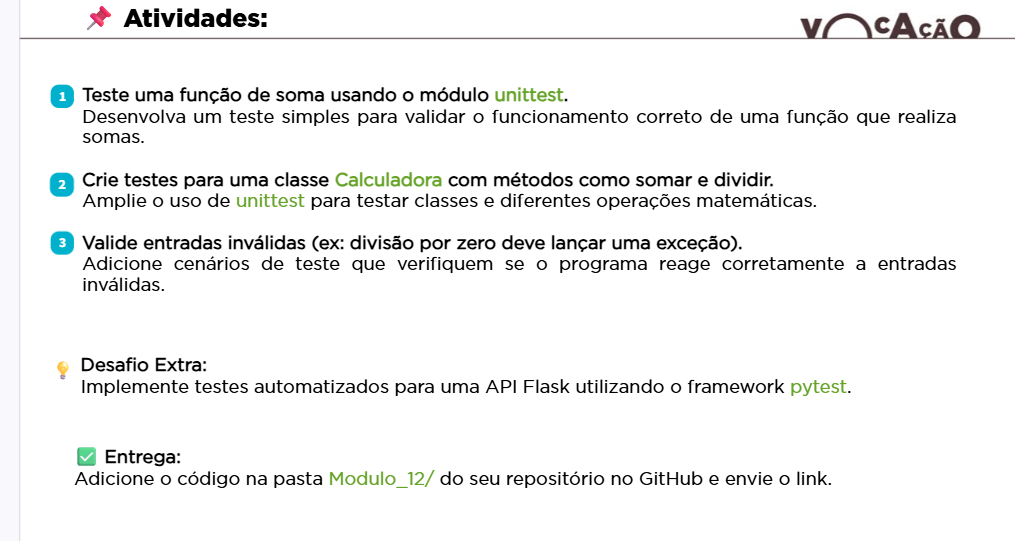 📌 Atividades:
VOCAÇÃO
1 Teste uma função de soma usando o módulo unittest.
Desenvolva um teste simples para validar o funcionamento correto de uma função que realiza
somas.
2 Crie testes para uma classe Calculadora com métodos como somar e dividir.
Amplie o uso de unittest para testar classes e diferentes operações matemáticas.
3 Valide entradas inválidas (ex: divisão por zero deve lançar uma exceção).
Adicione cenários de teste que verifiquem se o programa reage corretamente a entradas
inválidas.
💡 Desafio Extra:
Implemente testes automatizados para uma API Flask utilizando o framework pytest.
✅ Entrega:
Adicione o código na pasta Modulo_12/ do seu repositório no GitHub e envie o link.